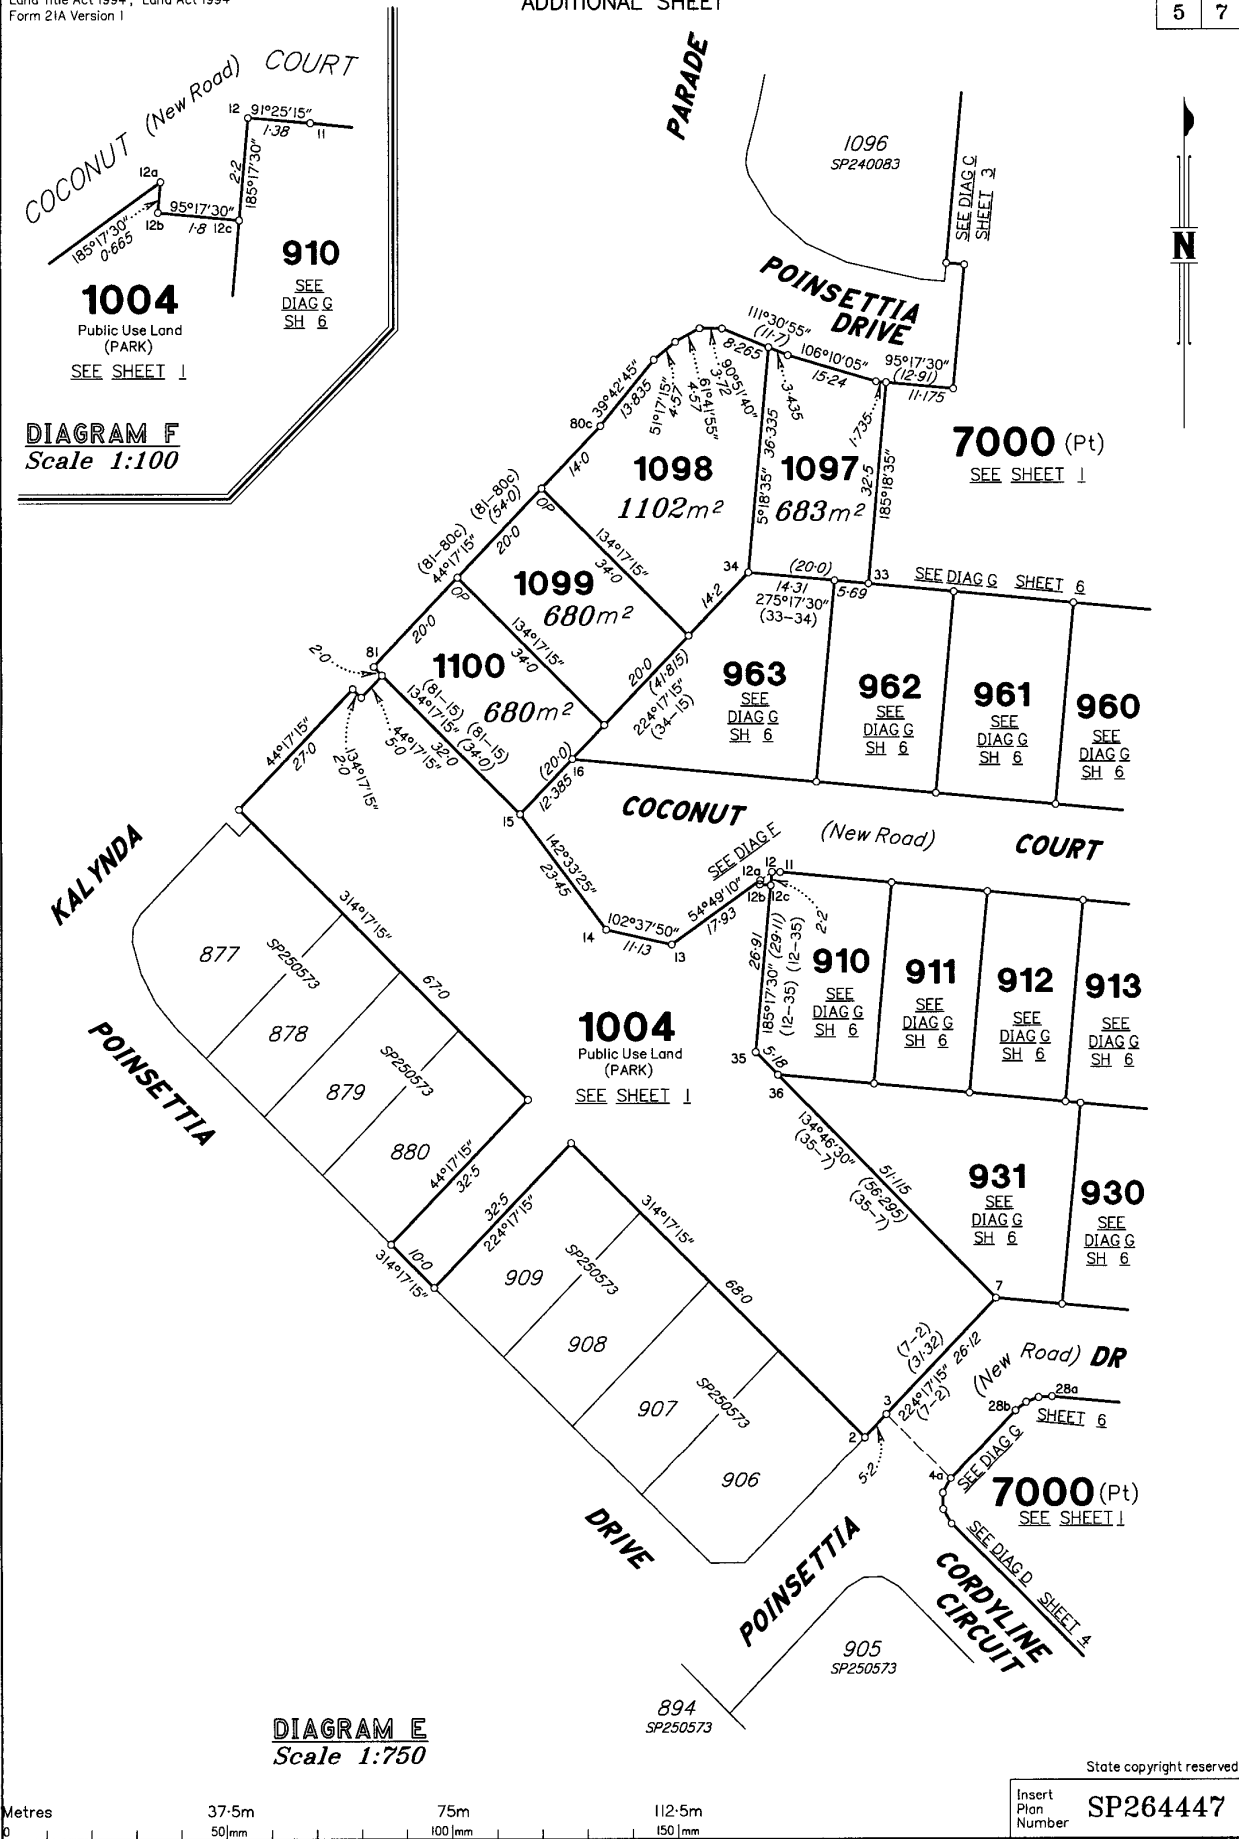 Land Title Act 1994 ; Land Act 1994
Form 21A Version 1
ADDITIONAL SHEET
5 7
COCONUT (New Road) COURT
12 91°25'15"
1·38 11
2·2
185°17'30"
12a
95°17'30"
12b 1·8 12c
185°17'30"
0·665
910
SEE
DIAG G
SH 6
1004
Public Use Land
(PARK)
SEE SHEET 1
DIAGRAM F
Scale 1:100
PARADE
1096
SP240083
SEE DIAG C
SHEET 3
N
POINSETTIA
DRIVE
111°30'55"
(11·7)
8·265
106°10'05"
15·24
95°17'30"
(12·91)
11·175
3·435
1·735
90°51'40"
3·72
61°41'55"
4·57
51°17'15"
4·57
39°42'45"
13·835
80c
14·0
1098
1102m²
5°18'35" 36·335
1097
683m²
32·5
185°18'35"
7000 (Pt)
SEE SHEET 1
(81–80c)
(54·0)
OP
20·0
(81–80c)
44°17'15"
OP
134°17'15"
34·0
1099
680m²
34
(20·0)
14·31
275°17'30"
(33–34)
5·69
33
SEE DIAG G SHEET 6
14·2
134°17'15"
34·0
20·0
81
2·0
1100
680m²
20·0
(41·815)
224°17'15"
(34–15)
963
SEE
DIAG G
SH 6
962
SEE
DIAG G
SH 6
961
SEE
DIAG G
SH 6
960
SEE
DIAG G
SH 6
(81–15)
134°17'15" (81–15)
32·0 (34·0)
44°17'15"
5·0
134°17'15"
2·0
44°17'15"
27·0
(20·0)
16
12·385
15
COCONUT (New Road) COURT
KALYNDA
142°33'25"
23·45
SEE DIAG E
12a 12 11
12b 12c
54°49'10"
17·93
2·2
102°37'50"
14 11·13 13
314°17'15"
67·0
26·91
185°17'30" (29·11)
(12–35) (12–35)
910
SEE
DIAG G
SH 6
911
SEE
DIAG G
SH 6
912
SEE
DIAG G
SH 6
913
SEE
DIAG G
SH 6
877
SP250573
878
879
SP250573
880
POINSETTIA
1004
Public Use Land
(PARK)
SEE SHEET 1
35
5·18
36
134°46'30"
(35–7)
51·115
(56·295)
(35–7)
44°17'15"
32·5
931
SEE
DIAG G
SH 6
930
SEE
DIAG G
SH 6
32·5
224°17'15"
10·0
314°17'15"
314°17'15"
68·0
909
SP250573
908
907
SP250573
906
7
(7–2)
(31·32)
224°17'15" 26·12
(7–2)
(New Road) DR
3
2
5·2
28a
28b
SHEET 6
SEE DIAG G
4a
7000 (Pt)
SEE SHEET 1
SEE DIAG D SHEET 4
DRIVE
POINSETTIA
CORDYLINE
CIRCUIT
905
SP250573
894
SP250573
DIAGRAM E
Scale 1:750
State copyright reserved
Metres 37·5m 75m 112·5m
0 50mm 100mm 150mm
Insert
Plan
Number
SP264447